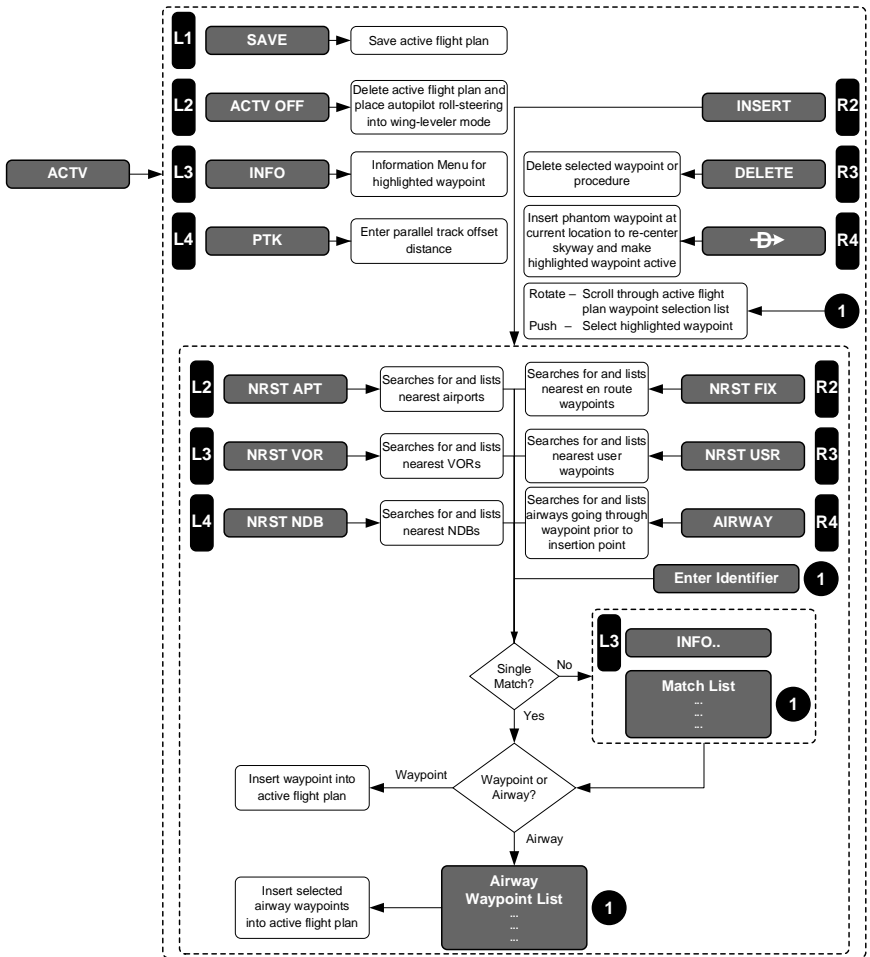 ACTV
L1
SAVE
Save active flight plan
L2
ACTV OFF
Delete active flight plan and
place autopilot roll-steering
into wing-leveler mode
INSERT
R2
L3
INFO
Information Menu for
highlighted waypoint
Delete selected waypoint or
procedure
DELETE
R3
L4
PTK
Enter parallel track offset
distance
Insert phantom waypoint at
current location to re-center
skyway and make
highlighted waypoint active
D
R4
Rotate – Scroll through active flight
plan waypoint selection list
Push – Select highlighted waypoint
1
L2
NRST APT
Searches for and lists
nearest airports
Searches for and lists
nearest en route
waypoints
NRST FIX
R2
L3
NRST VOR
Searches for and lists
nearest VORs
Searches for and lists
nearest user
waypoints
NRST USR
R3
L4
NRST NDB
Searches for and lists
nearest NDBs
Searches for and lists
airways going through
waypoint prior to
insertion point
AIRWAY
R4
Enter Identifier
1
Single
Match?
No
Yes
L3
INFO..
Match List
...
...
...
1
Waypoint or
Airway?
Waypoint
Insert waypoint into
active flight plan
Airway
Airway
Waypoint List
...
...
...
1
Insert selected
airway waypoints
into active flight plan